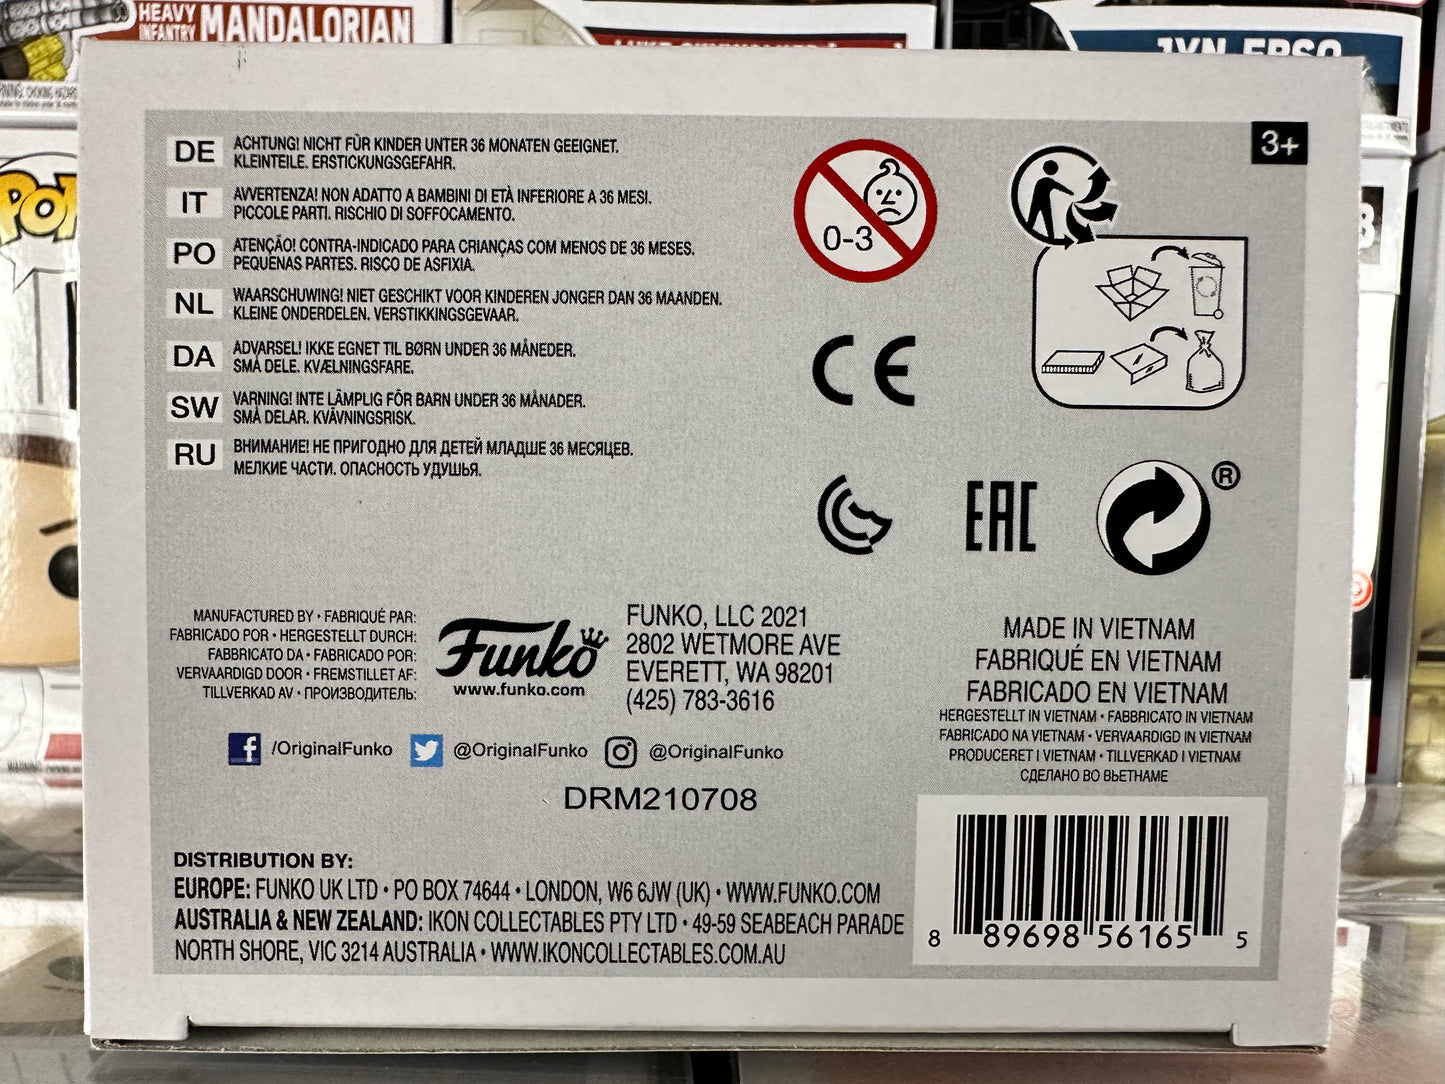 HEAVY
INFANTRY MANDALORIAN
JYN ERSO
POP
3+
DE ACHTUNG! NICHT FÜR KINDER UNTER 36 MONATEN GEEIGNET.
KLEINTEILE. ERSTICKUNGSGEFAHR.
IT AVVERTENZA! NON ADATTO A BAMBINI DI ETÀ INFERIORE A 36 MESI.
PICCOLE PARTI. RISCHIO DI SOFFOCAMENTO.
PO ATENÇÃO! CONTRA-INDICADO PARA CRIANÇAS COM MENOS DE 36 MESES.
PEQUENAS PARTES. RISCO DE ASFIXIA.
NL WAARSCHUWING! NIET GESCHIKT VOOR KINDEREN JONGER DAN 36 MAANDEN.
KLEINE ONDERDELEN. VERSTIKKINGSGEVAAR.
DA ADVARSEL! IKKE EGNET TIL BØRN UNDER 36 MÅNEDER.
SMÅ DELE. KVÆLNINGSFARE.
SW VARNING! INTE LÄMPLIG FÖR BARN UNDER 36 MÅNADER.
SMÅ DELAR. KVÄVNINGSRISK.
RU ВНИМАНИЕ! НЕ ПРИГОДНО ДЛЯ ДЕТЕЙ МЛАДШЕ 36 МЕСЯЦЕВ.
МЕЛКИЕ ЧАСТИ. ОПАСНОСТЬ УДУШЬЯ.
0-3
CE
EAC
®
MANUFACTURED BY • FABRIQUÉ PAR:
FABRICADO POR • HERGESTELLT DURCH:
FABBRICATO DA • FABRICADO POR:
VERVAARDIGD DOOR • FREMSTILLET AF:
TILLVERKAD AV • ПРОИЗВОДИТЕЛЬ:
Funko
www.funko.com
FUNKO, LLC 2021
2802 WETMORE AVE
EVERETT, WA 98201
(425) 783-3616
MADE IN VIETNAM
FABRIQUÉ EN VIETNAM
FABRICADO EN VIETNAM
HERGESTELLT IN VIETNAM • FABBRICATO IN VIETNAM
FABRICADO NA VIETNAM • VERVAARDIGD IN VIETNAM
PRODUCERET I VIETNAM • TILLVERKAD I VIETNAM
СДЕЛАНО ВО ВЬЕТНАМЕ
/OriginalFunko @OriginalFunko @OriginalFunko
DRM210708
DISTRIBUTION BY:
EUROPE: FUNKO UK LTD • PO BOX 74644 • LONDON, W6 6JW (UK) • WWW.FUNKO.COM
AUSTRALIA & NEW ZEALAND: IKON COLLECTABLES PTY LTD • 49-59 SEABEACH PARADE
NORTH SHORE, VIC 3214 AUSTRALIA • WWW.IKONCOLLECTABLES.COM.AU
8 89698 56165 5